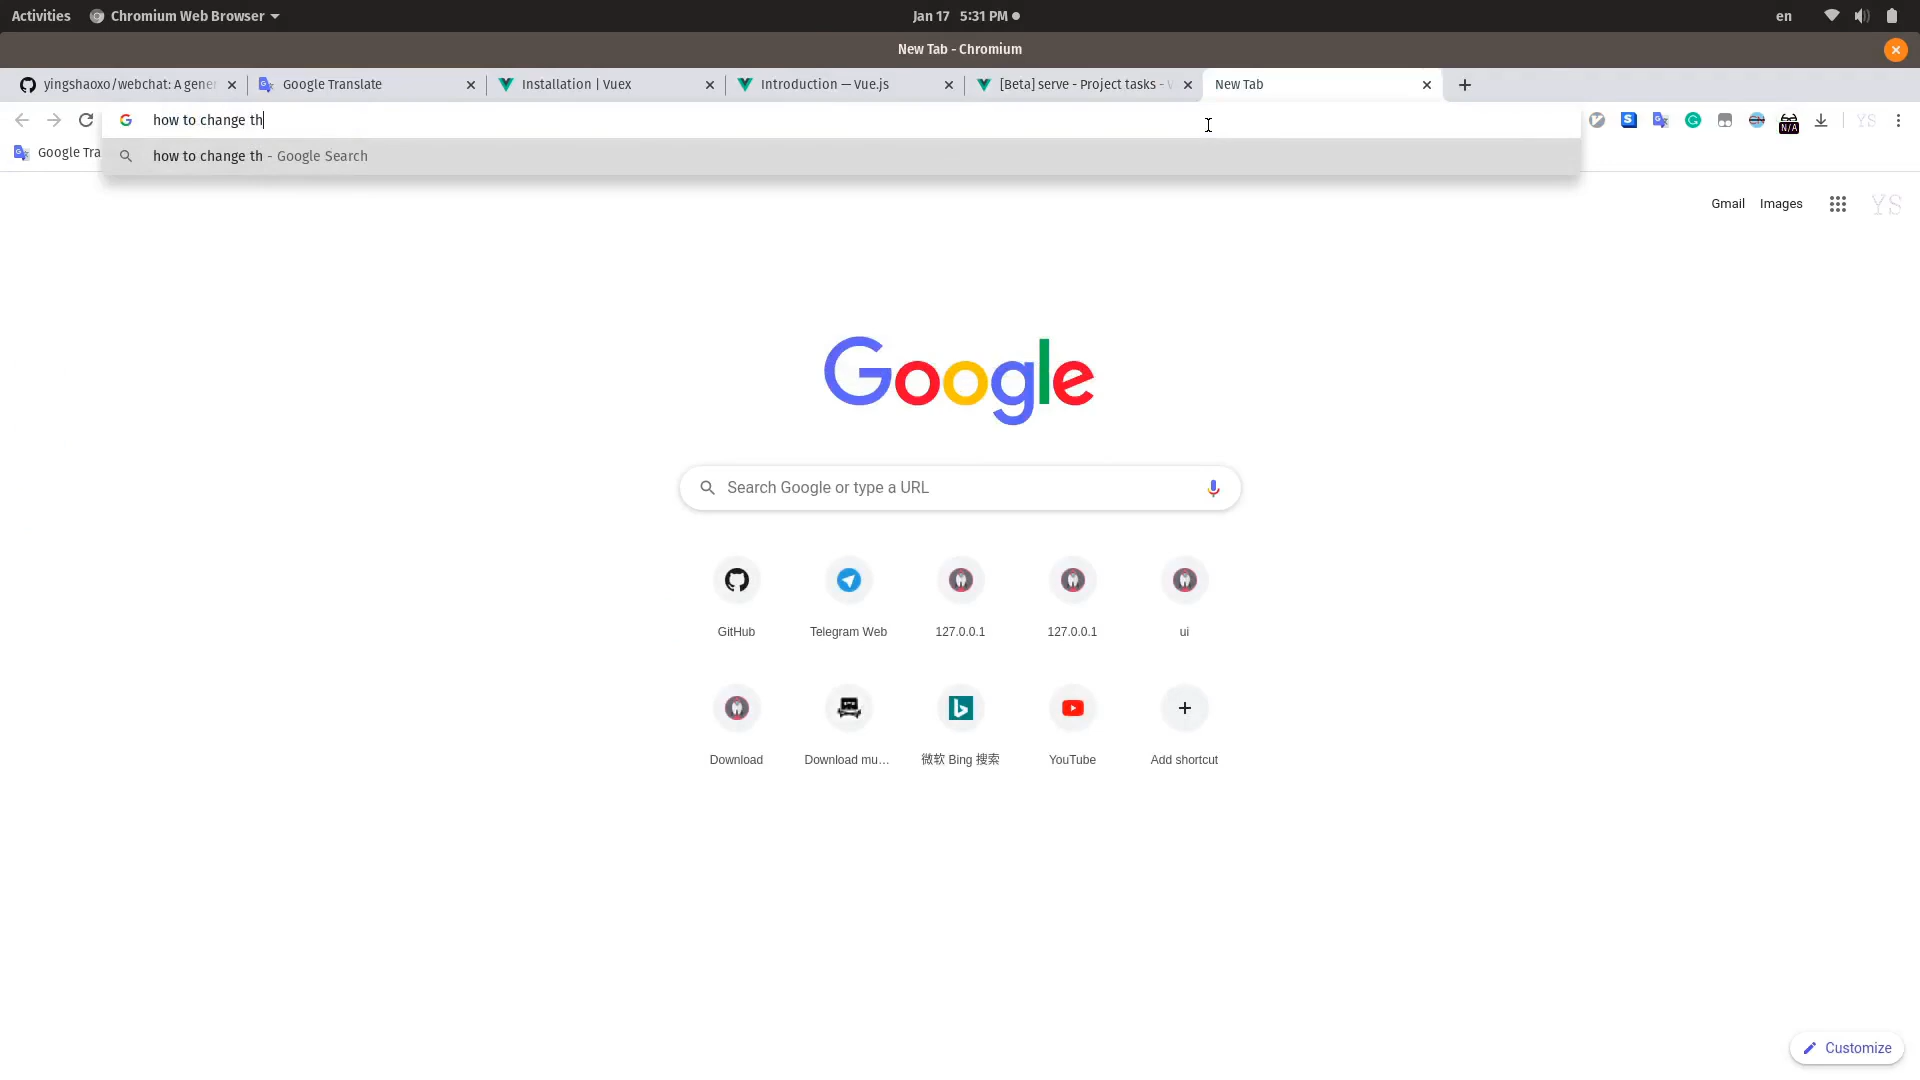 Activities Chromium Web Browser Jan 17 5:31 PM en
New Tab - Chromium
yingshaoxo/webchat: A gener Google Translate Installation | Vuex Introduction — Vue.js [Beta] serve - Project tasks - New Tab
how to change th
N/A YS
Google Tra how to change th - Google Search
Gmail Images YS
Google
Search Google or type a URL
GitHub Telegram Web 127.0.0.1 127.0.0.1 ui
Download Download mu... 微软 Bing 搜索 YouTube Add shortcut
Customize